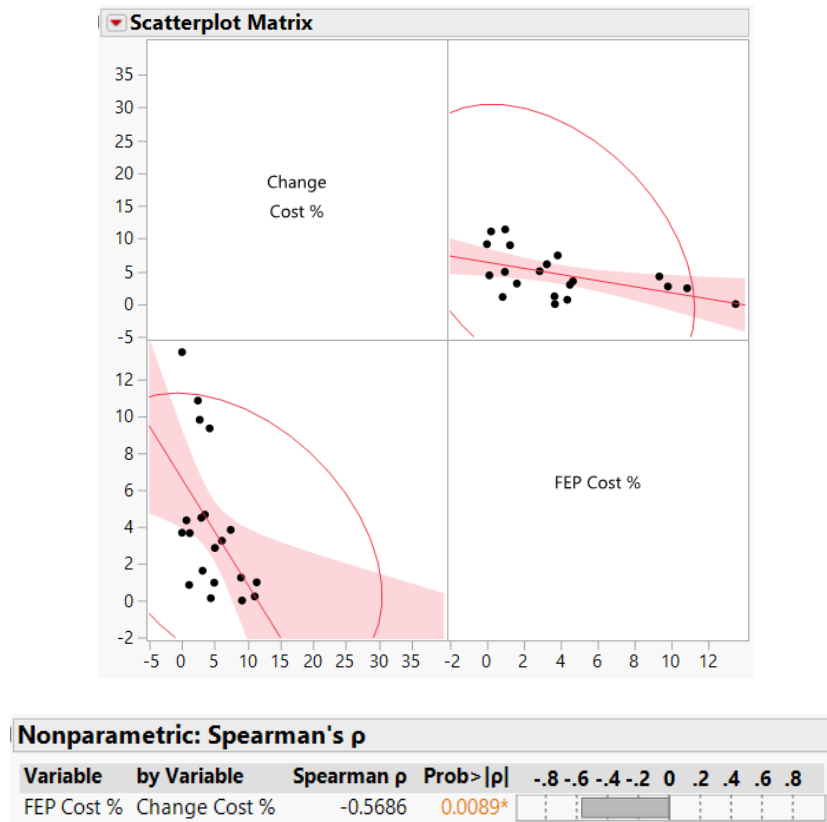 Scatterplot Matrix
35
30
25
20
15
10
5
0
-5
Change
Cost %
12
10
8
6
4
2
0
-2
FEP Cost %
-5 0 5 10 15 20 25 30 35 -2 0 2 4 6 8 10 12
Nonparametric: Spearman's ρ
Variable by Variable Spearman ρ Prob>|ρ| -.8 -.6 -.4 -.2 0 .2 .4 .6 .8
FEP Cost % Change Cost % -0.5686 0.0089*